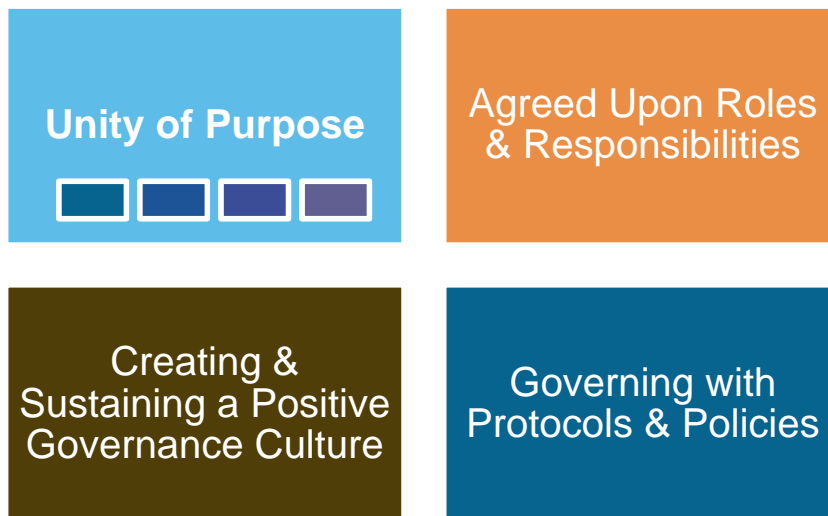 Unity of Purpose
Agreed Upon Roles
& Responsibilities
Creating &
Sustaining a Positive
Governance Culture
Governing with
Protocols & Policies